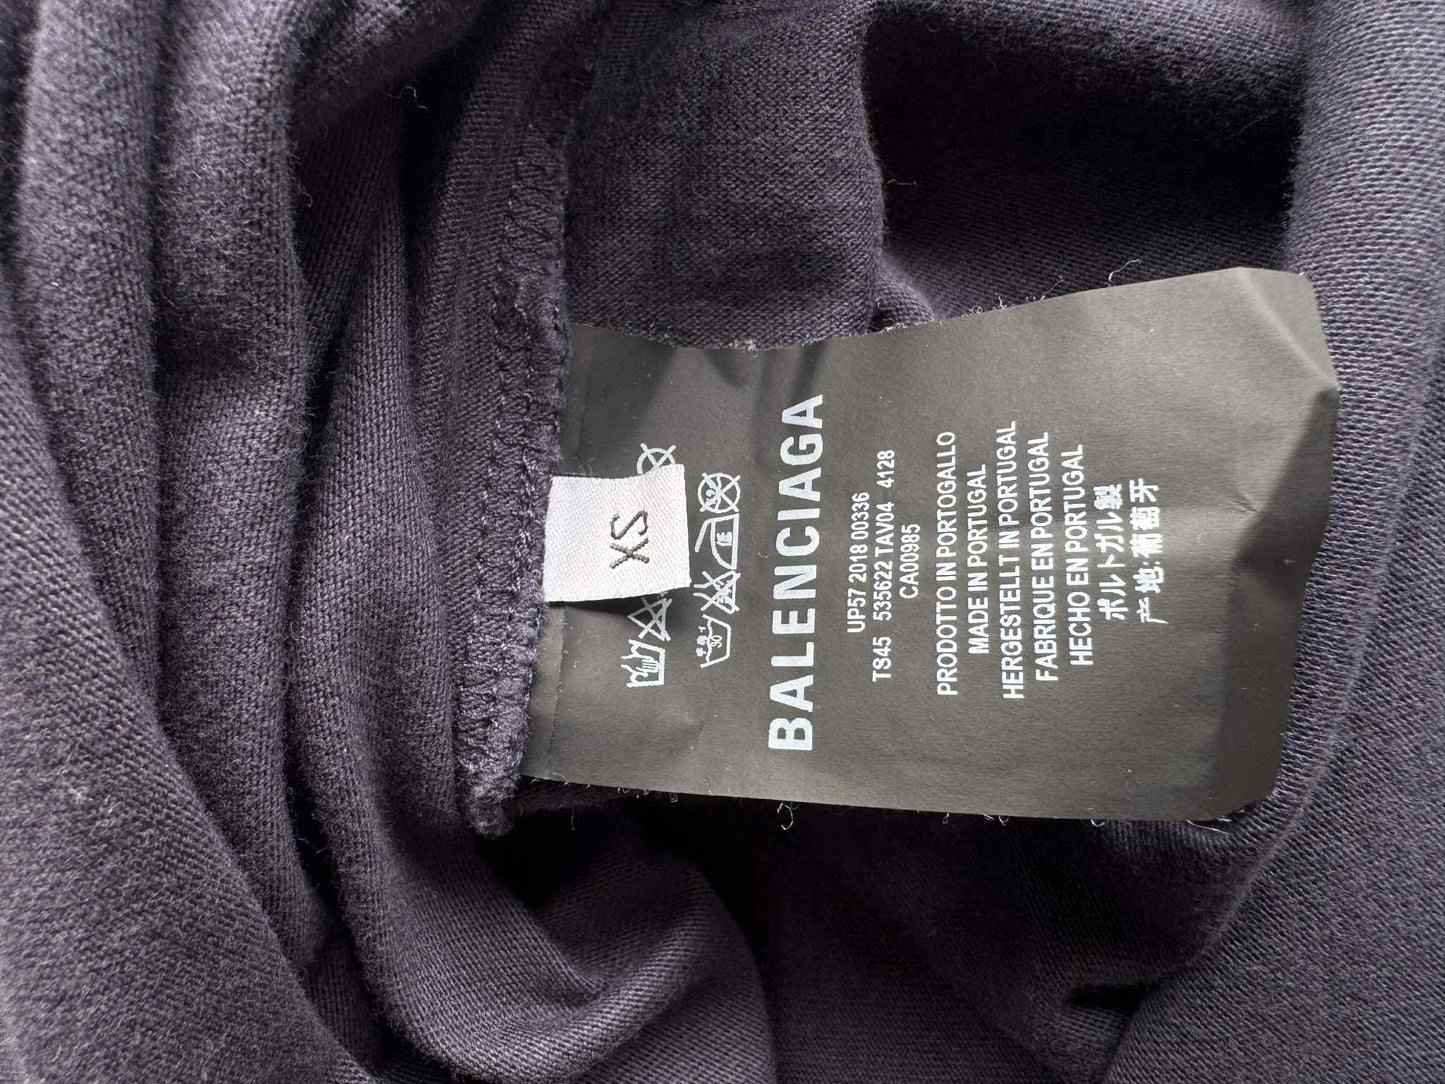 XS
30
BALENCIAGA
UP57 2018 00336
TS45 535622 TAV04 4128
CA00985
PRODOTTO IN PORTOGALLO
MADE IN PORTUGAL
HERGESTELLT IN PORTUGAL
FABRIQUE EN PORTUGAL
HECHO EN PORTUGAL
ポルトガル製
产地:葡萄牙